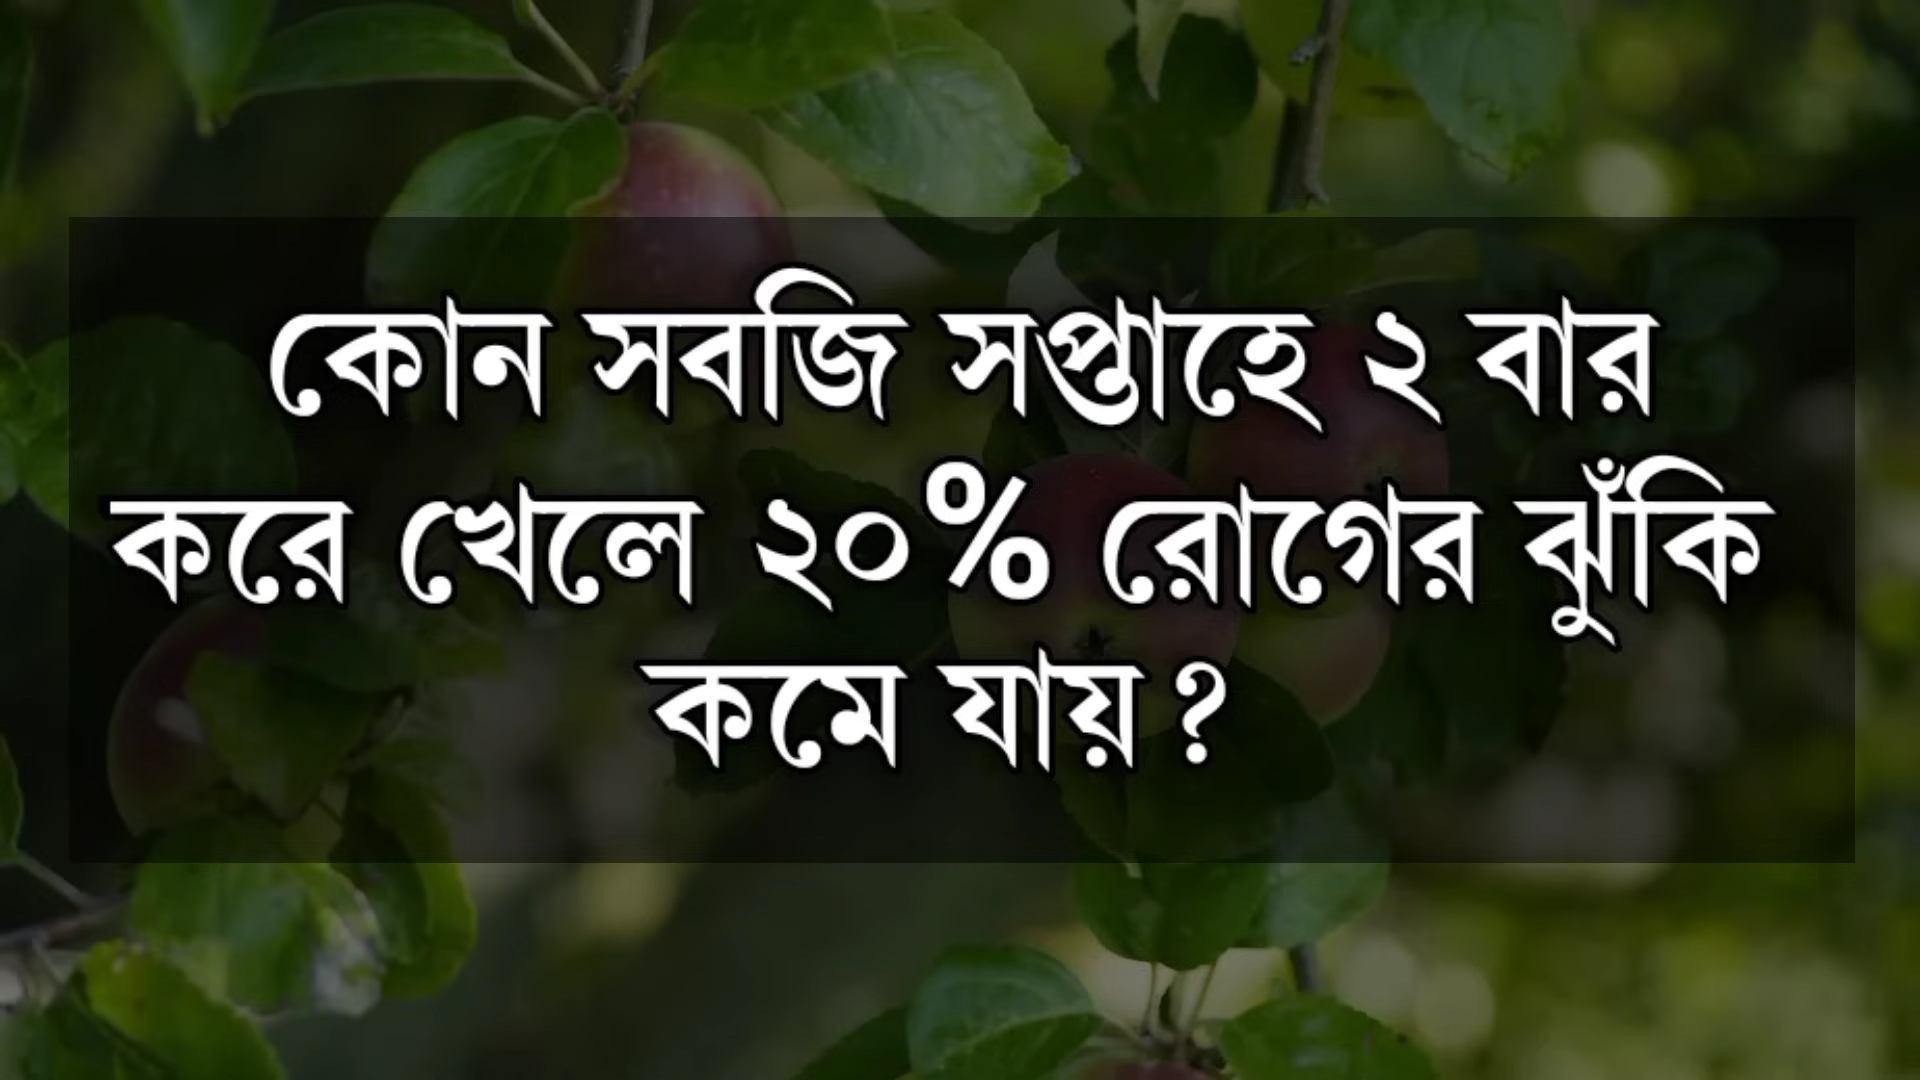 কোন সবজি সপ্তাহে ২ বার
করে খেলে ২০% রোগের ঝুঁকি
কমে যায়?